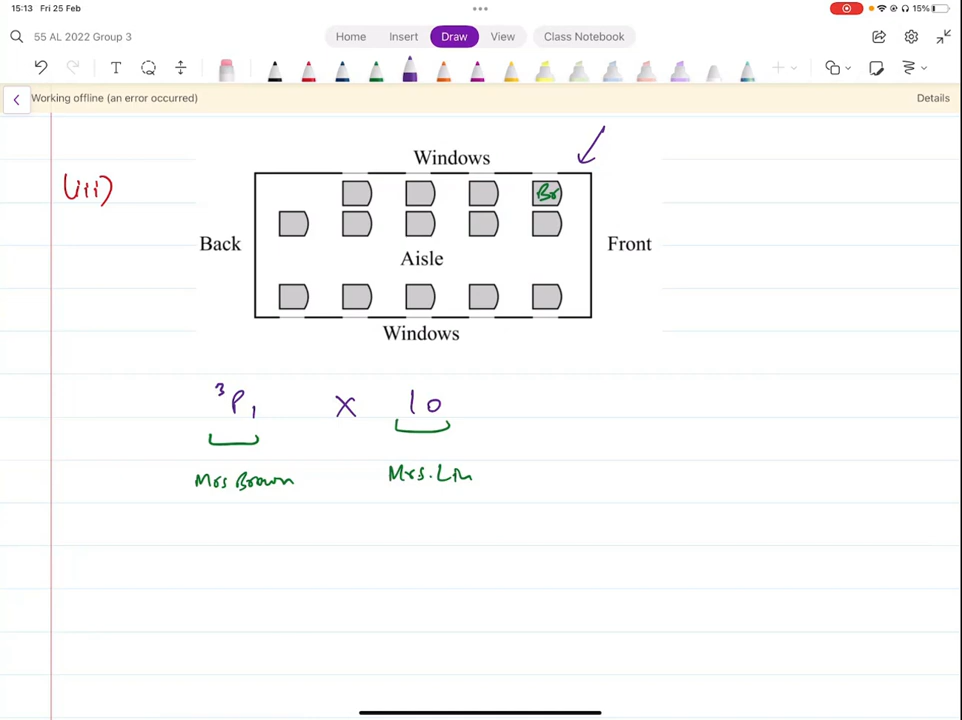 15:13 Fri 25 Feb
15%
55 AL 2022 Group 3
Home Insert Draw View Class Notebook
Working offline (an error occurred) Details
Windows
(iii)
Br
Back
Front
Aisle
Windows
³P₁ × 10
Mrs Brown Mrs. Lin